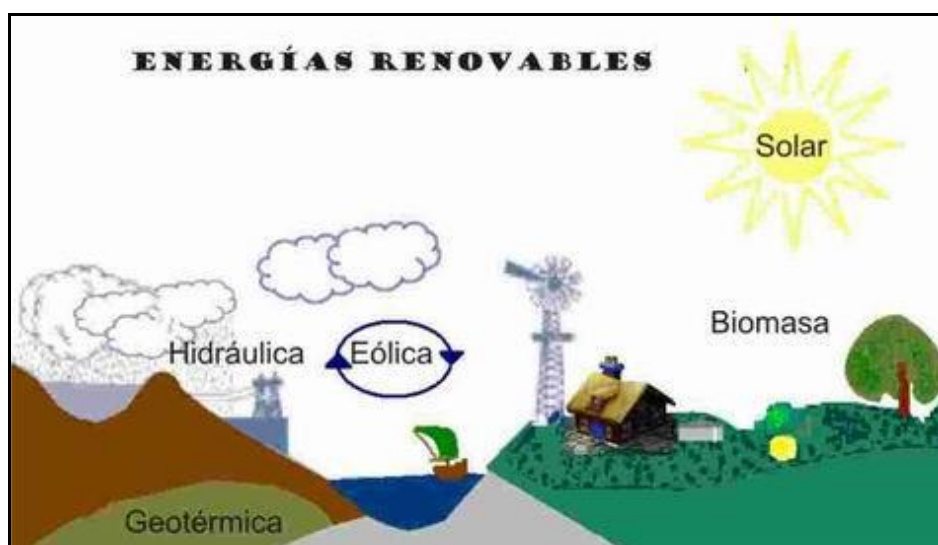 ENERGÍAS RENOVABLES
Solar
Biomasa
Hidráulica
Eólica
Geotérmica